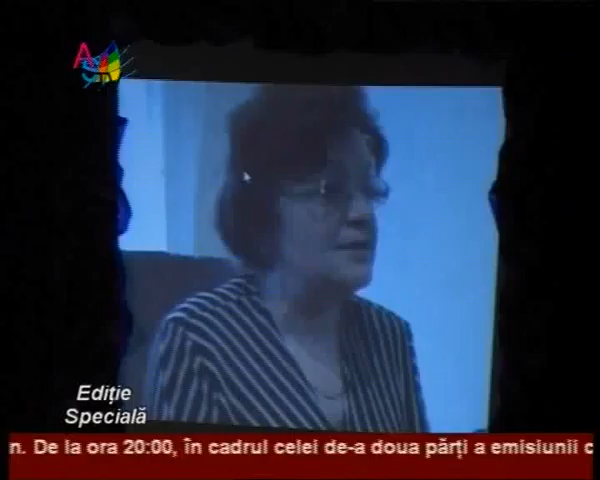 Ediție
Specială
n. De la ora 20:00, în cadrul celei de-a doua părți a emisiunii c